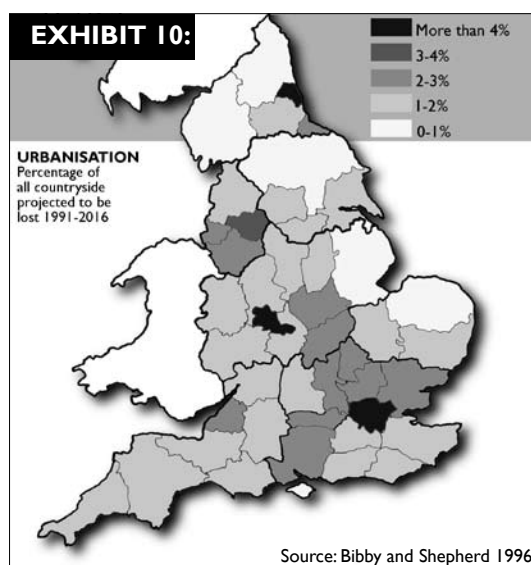 EXHIBIT 10:
More than 4%
3-4%
2-3%
1-2%
0-1%
URBANISATION
Percentage of
all countryside
projected to be
lost 1991-2016
Source: Bibby and Shepherd 1996